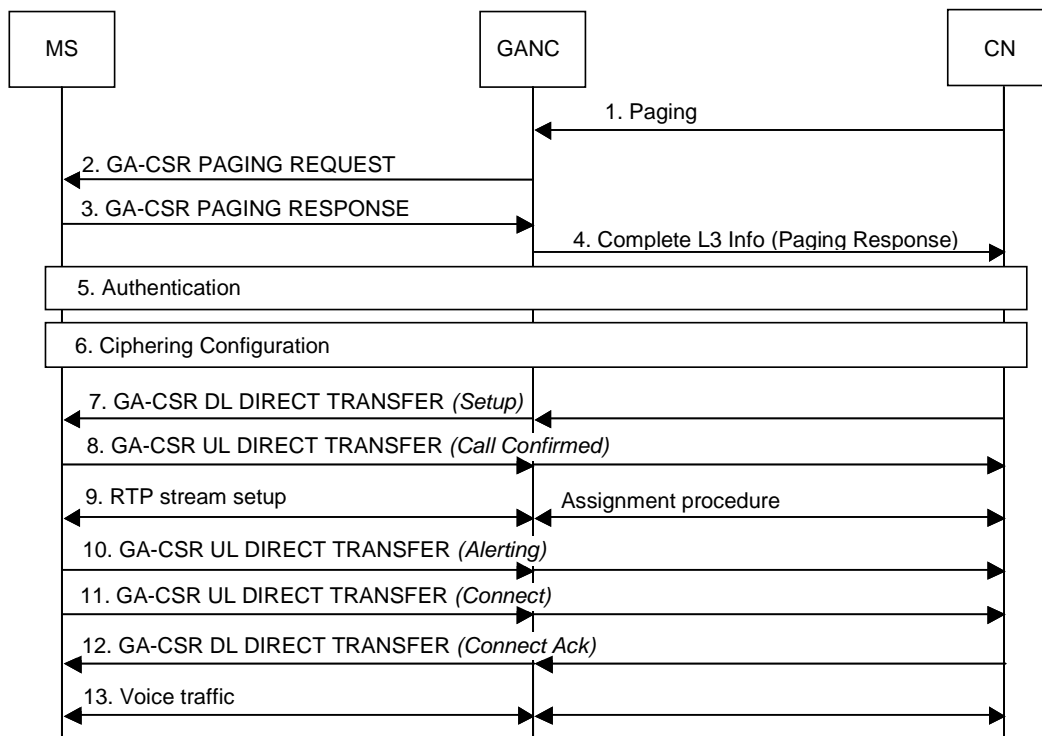 MS
GANC
CN
1. Paging
2. GA-CSR PAGING REQUEST
3. GA-CSR PAGING RESPONSE
4. Complete L3 Info (Paging Response)
5. Authentication
6. Ciphering Configuration
7. GA-CSR DL DIRECT TRANSFER (Setup)
8. GA-CSR UL DIRECT TRANSFER (Call Confirmed)
9. RTP stream setup
Assignment procedure
10. GA-CSR UL DIRECT TRANSFER (Alerting)
11. GA-CSR UL DIRECT TRANSFER (Connect)
12. GA-CSR DL DIRECT TRANSFER (Connect Ack)
13. Voice traffic